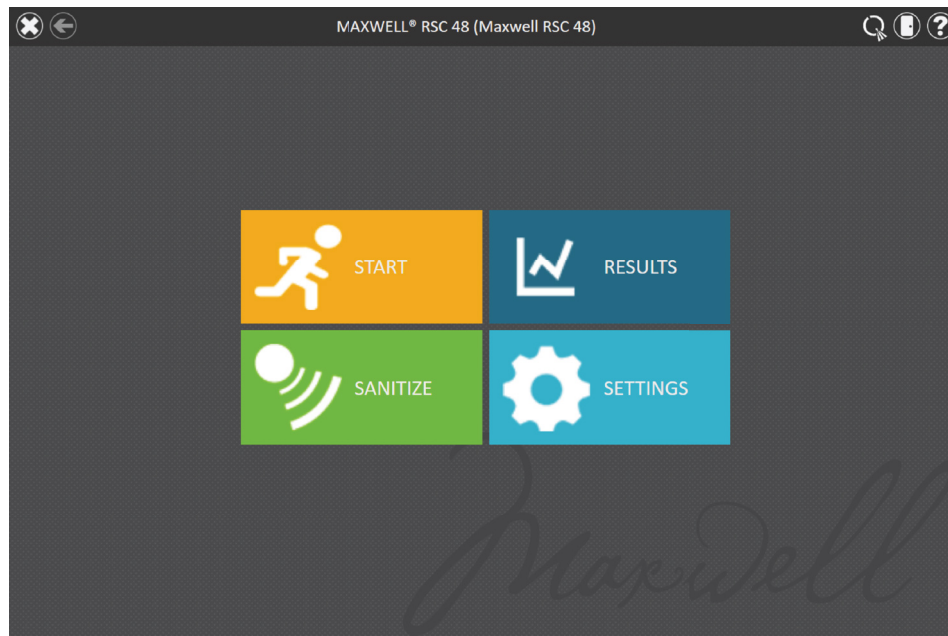 MAXWELL® RSC 48 (Maxwell RSC 48)
?
START
RESULTS
SANITIZE
SETTINGS
Maxwell